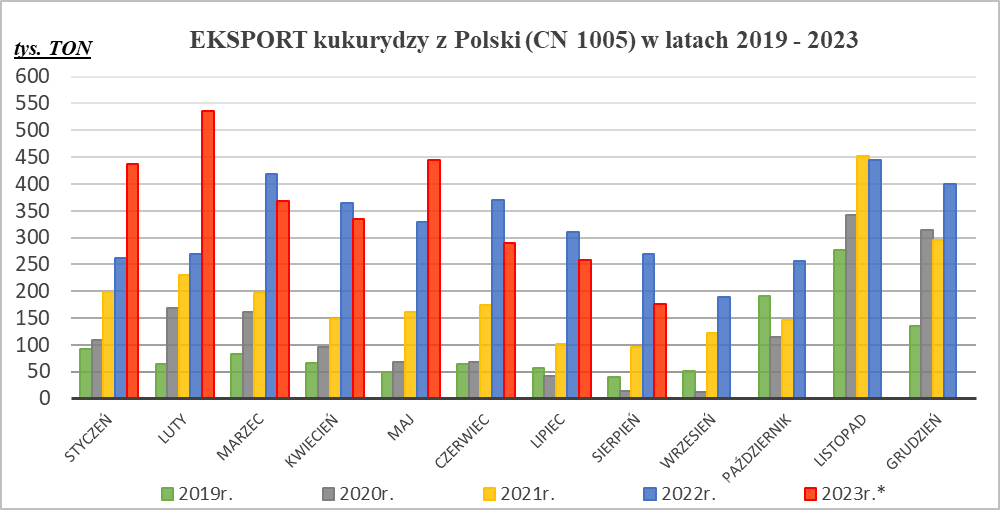 EKSPORT kukurydzy z Polski (CN 1005) w latach 2019 - 2023
tys. TON
600
550
500
450
400
350
300
250
200
150
100
50
0
STYCZEŃ
LUTY
MARZEC
KWIECIEŃ
MAJ
CZERWIEC
LIPIEC
SIERPIEŃ
WRZESIEŃ
PAŹDZIERNIK
LISTOPAD
GRUDZIEŃ
2019r.
2020r.
2021r.
2022r.
2023r.*